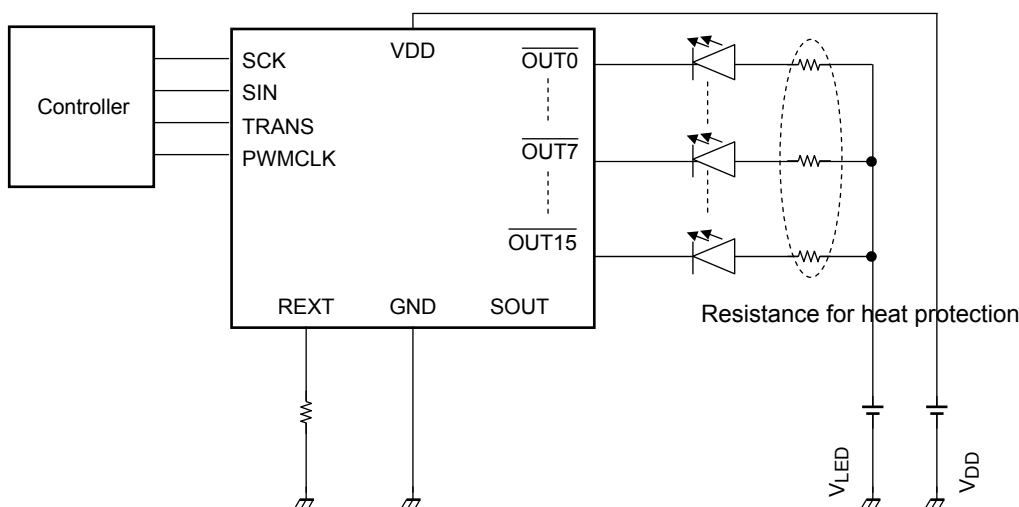 VDD
SCK
SIN
TRANS
PWMCLK
Controller
OUT0
OUT7
OUT15
REXT
GND
SOUT
Resistance for heat protection
VLED
VDD